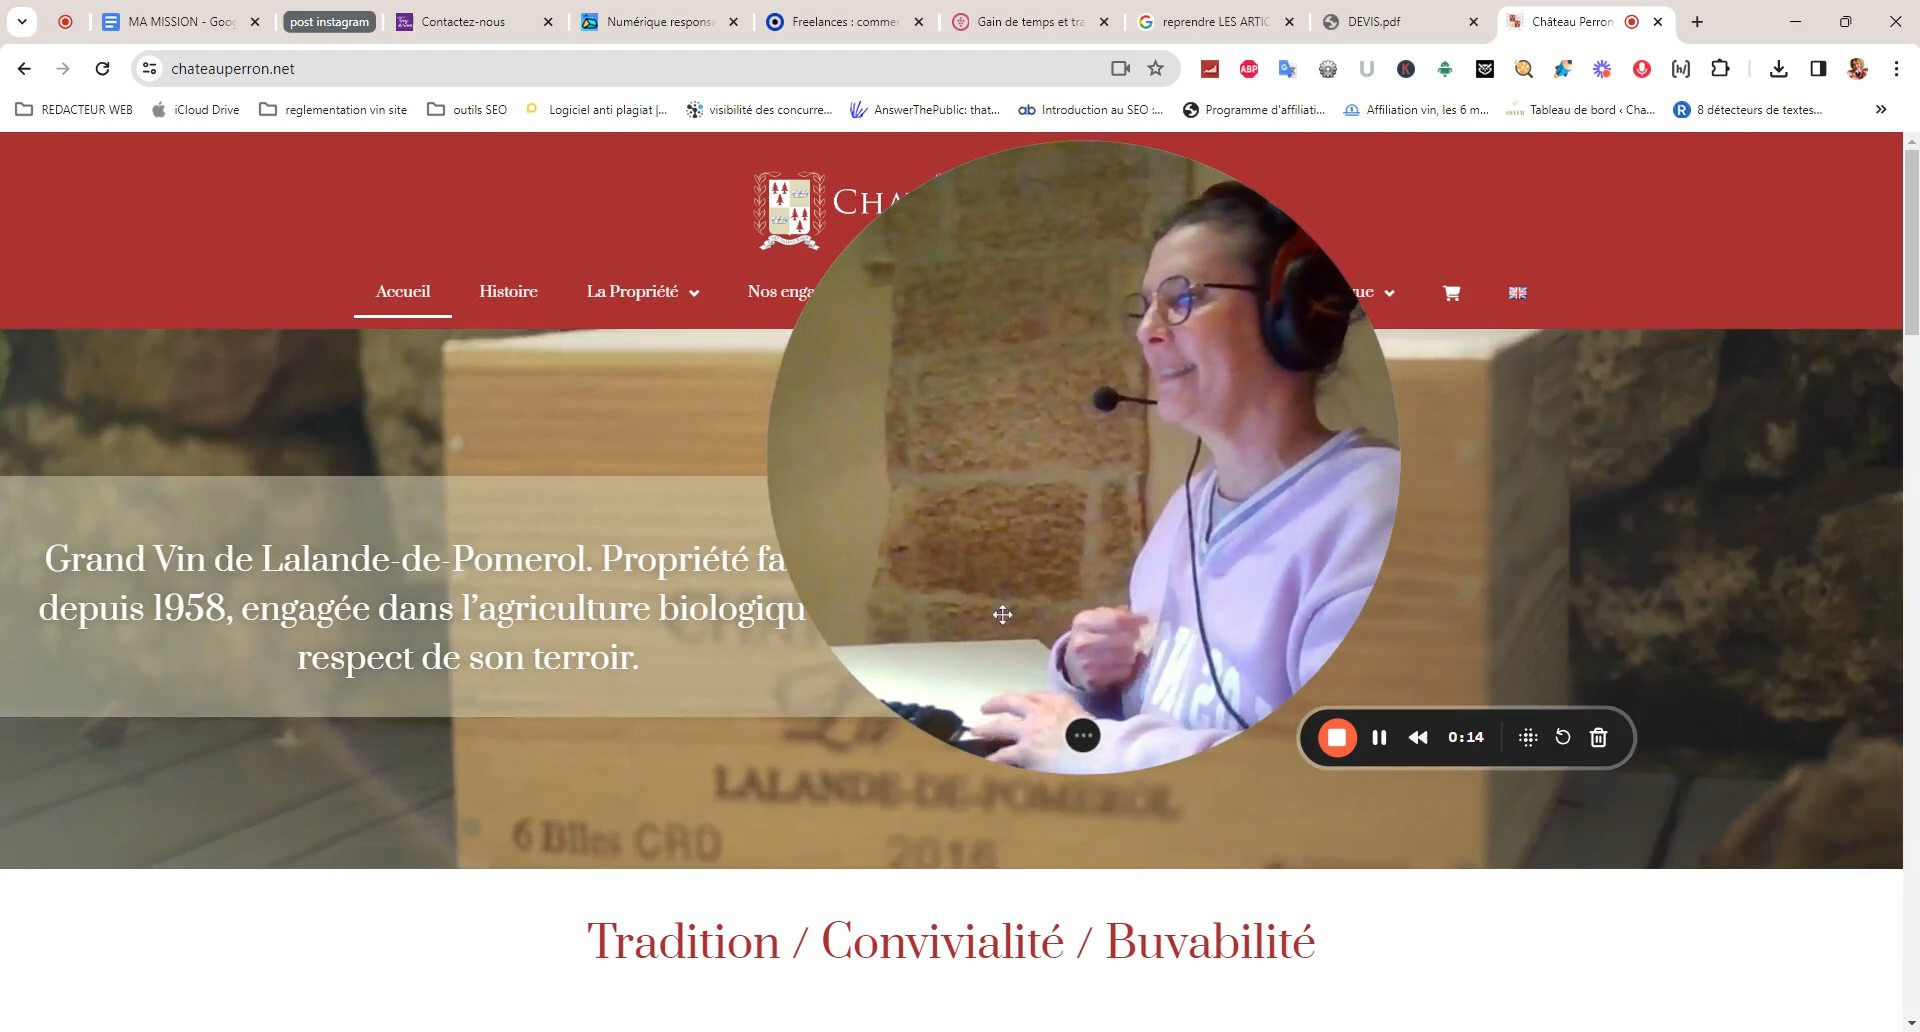 MA MISSION - Goo
post instagram
Contactez-nous
Numérique respons
Freelances : comme
Gain de temps et tr
reprendre LES ARTIC
DEVIS.pdf
Château Perron
chateauperron.net
ABP
REDACTEUR WEB
iCloud Drive
reglementation vin site
outils SEO
Logiciel anti plagiat |...
visibilité des concurre...
AnswerThePublic: that...
Introduction au SEO :...
Programme d'affiliati...
Affiliation vin, les 6 m...
Tableau de bord ‹ Cha...
8 détecteurs de textes...
CHA
Accueil
Histoire
La Propriété
Nos enga
ue
Grand Vin de Lalande-de-Pomerol. Propriété fa
depuis 1958, engagée dans l'agriculture biologiqu
respect de son terroir.
0:14
LALANDE-DE-POMEROL
6 Blles CRD
2016
Tradition / Convivialité / Buvabilité